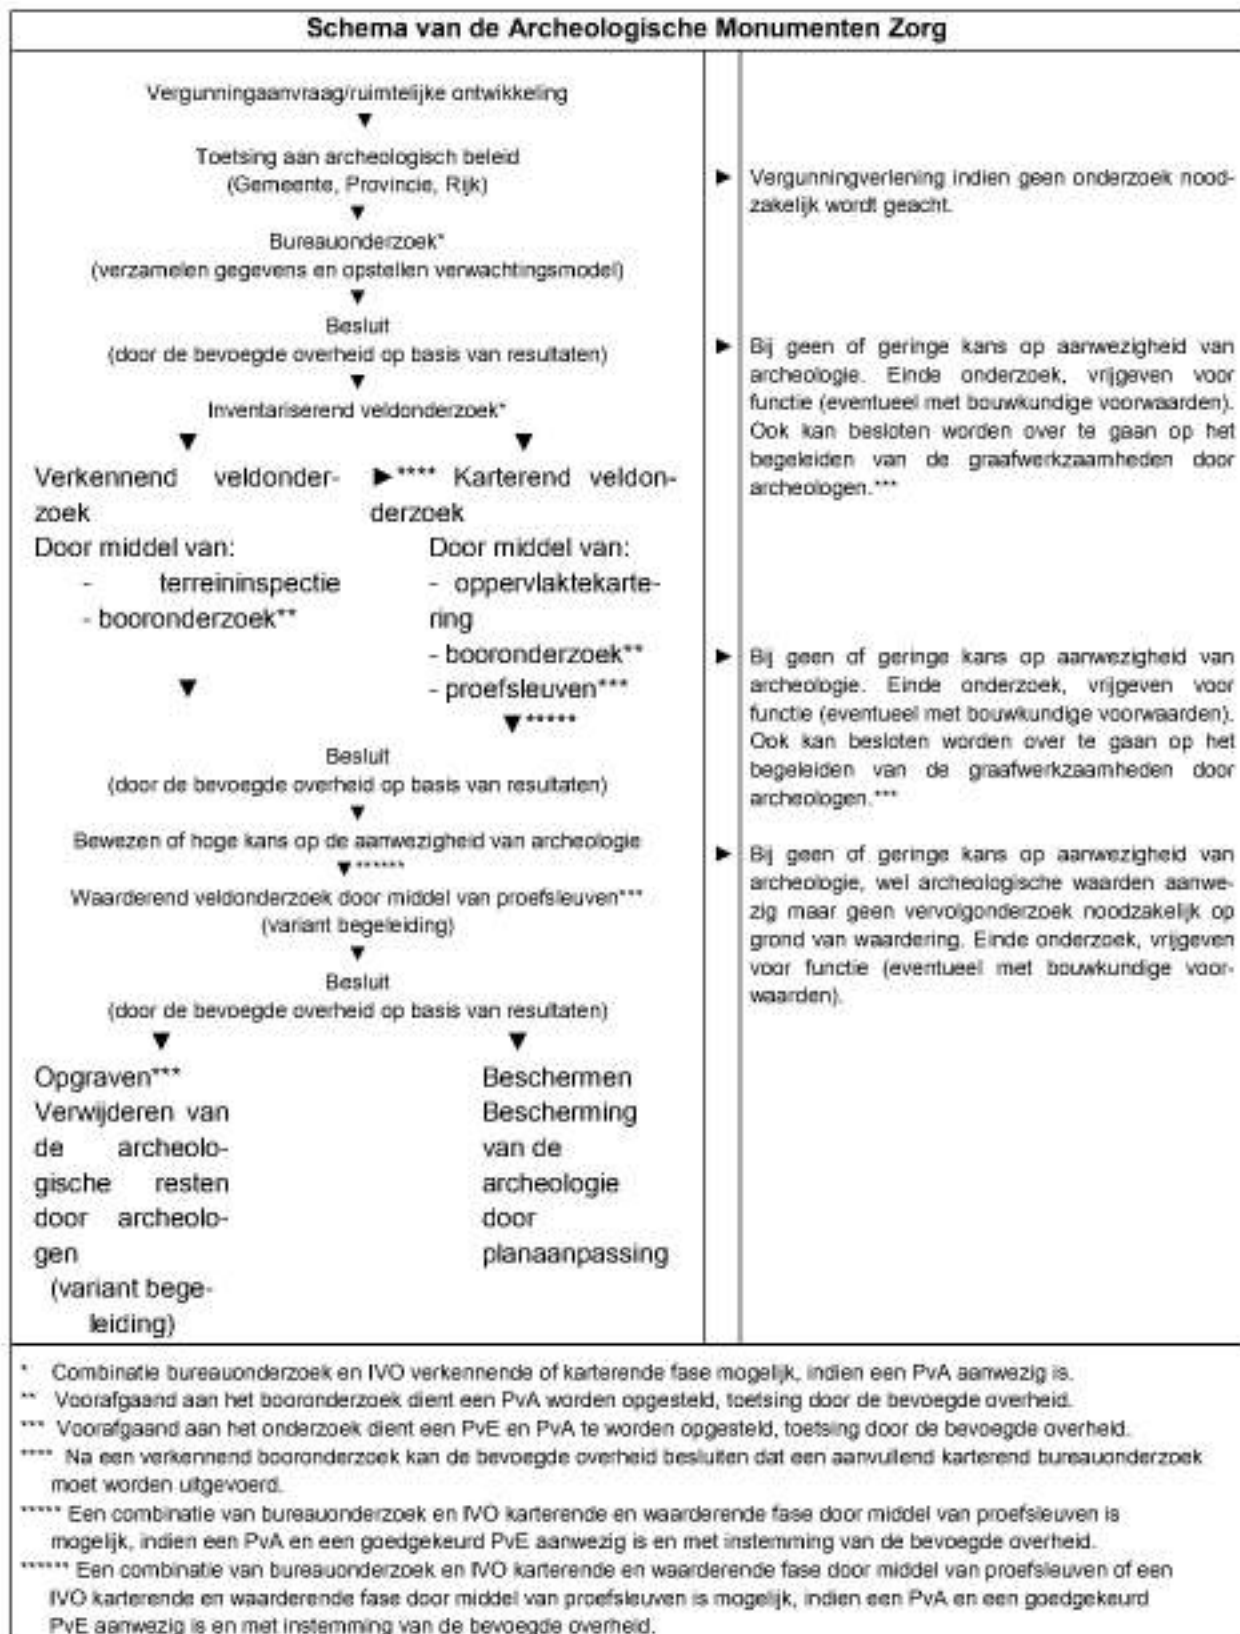 Schema van de Archeologische Monumenten Zorg
Vergunningaanvraag/ruimtelijke ontwikkeling
▼
Toetsing aan archeologisch beleid
(Gemeente, Provincie, Rijk)
▼
Bureauonderzoek*
(verzamelen gegevens en opstellen verwachtingsmodel)
▼
Besluit
(door de bevoegde overheid op basis van resultaten)
▼
Inventariserend veldonderzoek*
▼ ▼
Verkennend veldonder-
zoek
Door middel van:
- terreininspectie
- booronderzoek**
▼
►**** Karterend veldon-
derzoek
Door middel van:
- oppervlaktekarte-
ring
- booronderzoek**
- proefsleuven***
▼*****
Besluit
(door de bevoegde overheid op basis van resultaten)
▼
Bewezen of hoge kans op de aanwezigheid van archeologie
▼******
Waarderend veldonderzoek door middel van proefsleuven***
(variant begeleiding)
▼
Besluit
(door de bevoegde overheid op basis van resultaten)
▼ ▼
Opgraven***
Verwijderen van
de archeolo-
gische resten
door archeolo-
gen
(variant bege-
leiding)
Beschermen
Bescherming
van de
archeologie
door
planaanpassing
► Vergunningverlening indien geen onderzoek nood-
zakelijk wordt geacht.
► Bij geen of geringe kans op aanwezigheid van
archeologie. Einde onderzoek, vrijgeven voor
functie (eventueel met bouwkundige voorwaarden).
Ook kan besloten worden over te gaan op het
begeleiden van de graafwerkzaamheden door
archeologen.***
► Bij geen of geringe kans op aanwezigheid van
archeologie. Einde onderzoek, vrijgeven voor
functie (eventueel met bouwkundige voorwaarden).
Ook kan besloten worden over te gaan op het
begeleiden van de graafwerkzaamheden door
archeologen.***
► Bij geen of geringe kans op aanwezigheid van
archeologie, wel archeologische waarden aanwe-
zig maar geen vervolgonderzoek noodzakelijk op
grond van waardering. Einde onderzoek, vrijgeven
voor functie (eventueel met bouwkundige voor-
waarden).
* Combinatie bureauonderzoek en IVO verkennende of karterende fase mogelijk, indien een PvA aanwezig is.
** Voorafgaand aan het booronderzoek dient een PvA worden opgesteld, toetsing door de bevoegde overheid.
*** Voorafgaand aan het onderzoek dient een PvE en PvA te worden opgesteld, toetsing door de bevoegde overheid.
**** Na een verkennend booronderzoek kan de bevoegde overheid besluiten dat een aanvullend karterend bureauonderzoek
moet worden uitgevoerd.
***** Een combinatie van bureauonderzoek en IVO karterende en waarderende fase door middel van proefsleuven is
mogelijk, indien een PvA en een goedgekeurd PvE aanwezig is en met instemming van de bevoegde overheid.
****** Een combinatie van bureauonderzoek en IVO karterende en waarderende fase door middel van proefsleuven of een
IVO karterende en waarderende fase door middel van proefsleuven is mogelijk, indien een PvA en een goedgekeurd
PvE aanwezig is en met instemming van de bevoegde overheid.